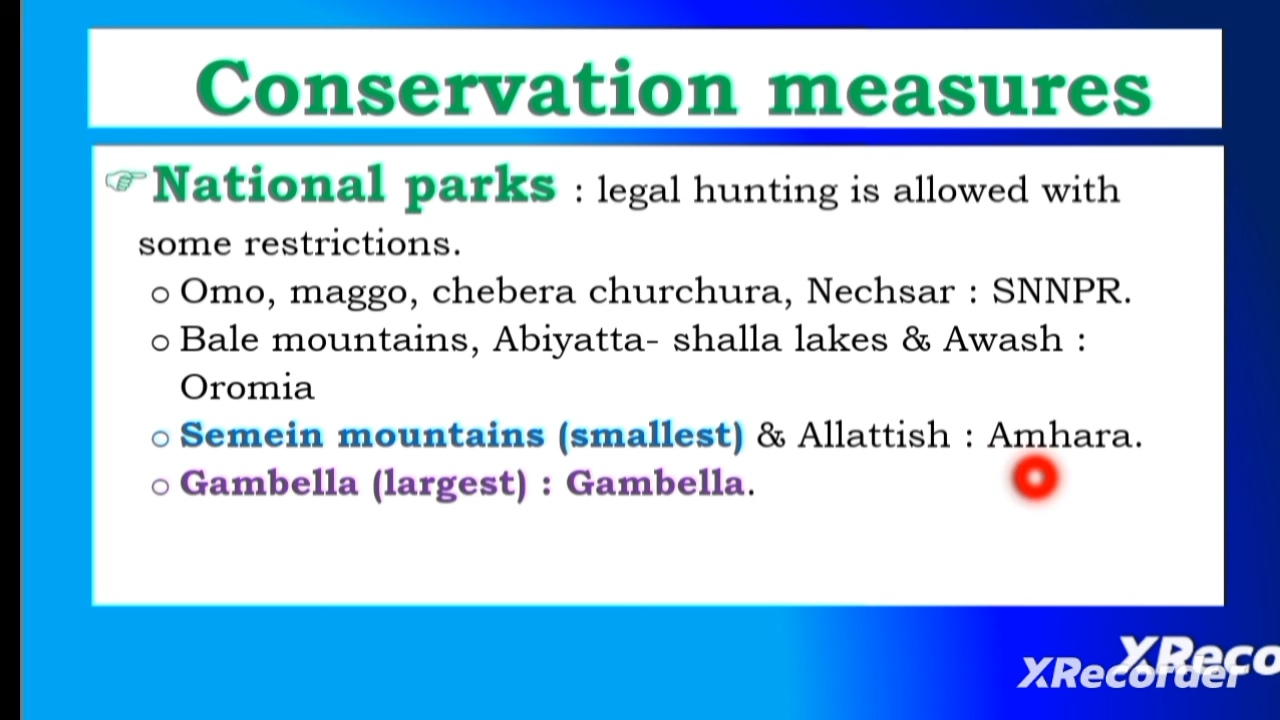 Conservation measures
☞National parks : legal hunting is allowed with
some restrictions.
o Omo, maggo, chebera churchura, Nechsar : SNNPR.
o Bale mountains, Abiyatta- shalla lakes & Awash :
Oromia
o Semein mountains (smallest) & Allattish : Amhara.
o Gambella (largest) : Gambella.
XReco
XRecorder